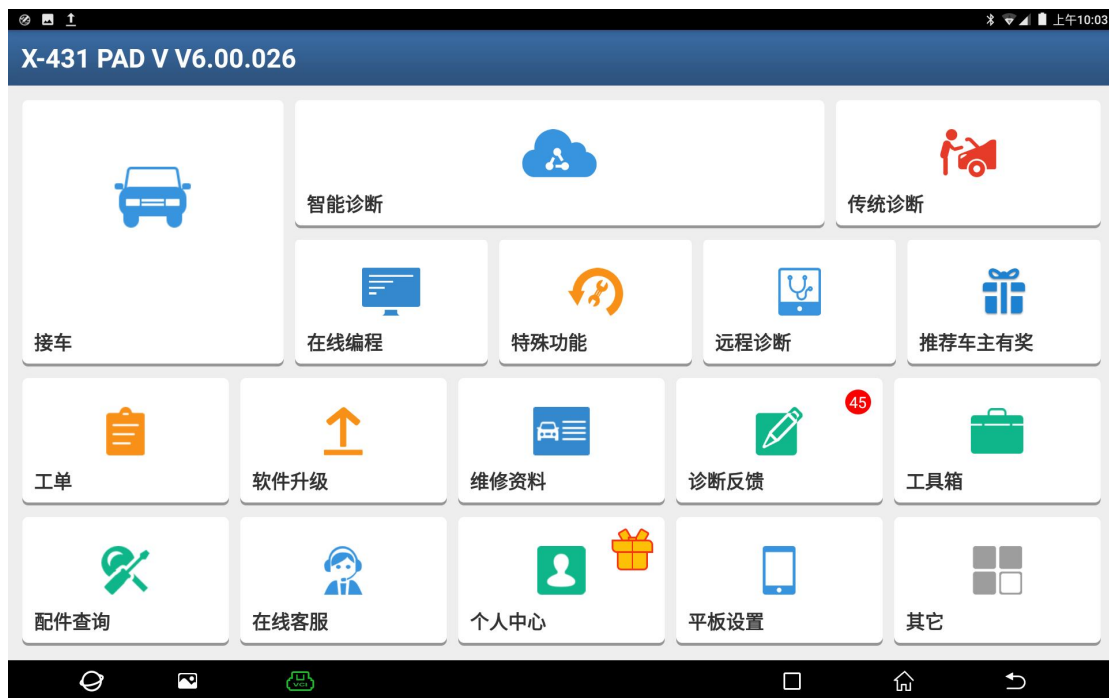 上午10:03
X-431 PAD V V6.00.026
接车
智能诊断
传统诊断
在线编程
特殊功能
远程诊断
推荐车主有奖
工单
软件升级
维修资料
45
诊断反馈
工具箱
配件查询
在线客服
个人中心
平板设置
其它
VCI